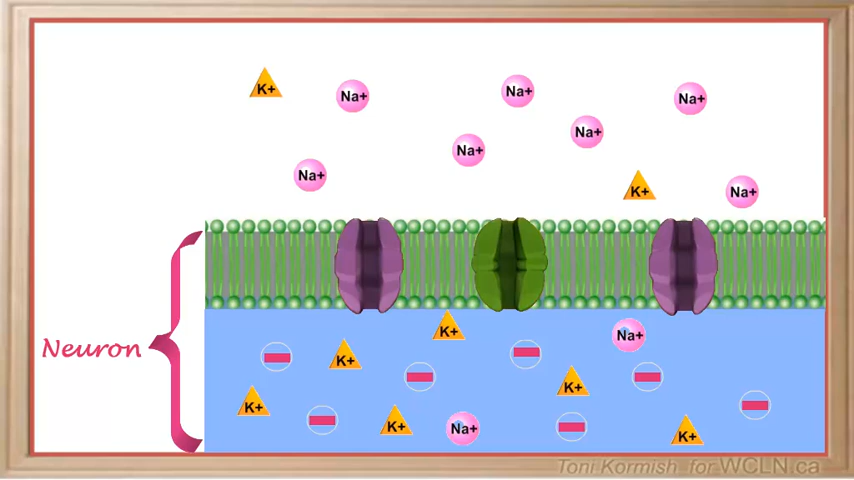 K+
Na+
Na+
Na+
Na+
Na+
Na+
K+
Na+
Neuron
K+
Na+
K+
K+
K+
K+
Na+
K+
Toni Kormish for WCLN.ca